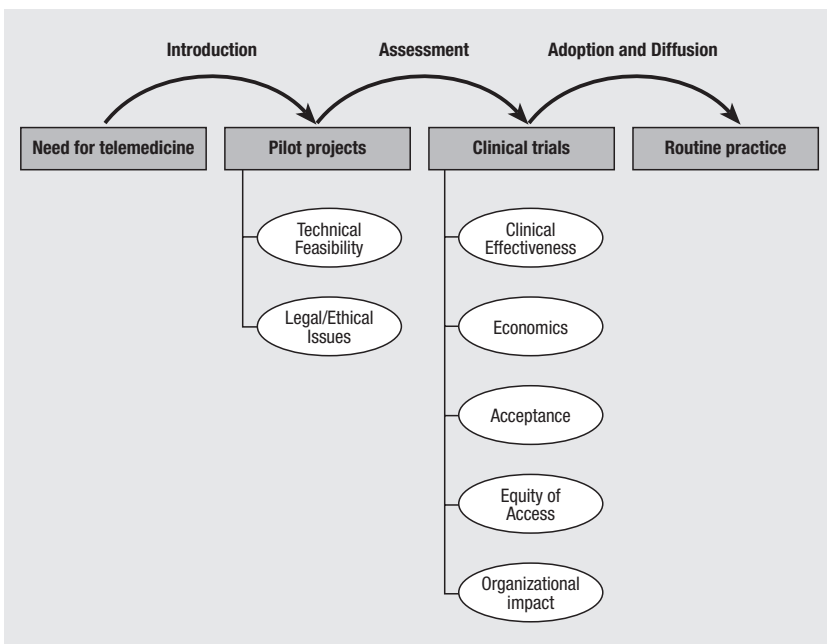 Introduction
Assessment
Adoption and Diffusion
Need for telemedicine
Pilot projects
Clinical trials
Routine practice
Technical
Feasibility
Legal/Ethical
Issues
Clinical
Effectiveness
Economics
Acceptance
Equity of
Access
Organizational
impact